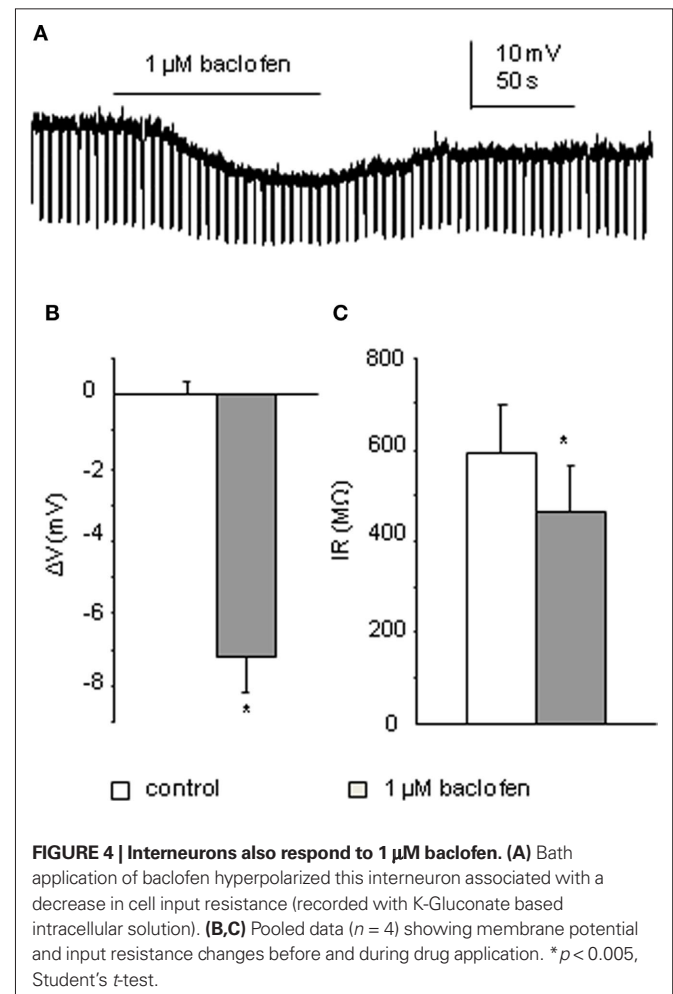 A
1 µM baclofen
10 mV
50 s
B
C
0
-2
-4
-6
-8
ΔV (mV)
*
800
600
400
200
0
IR (MΩ)
*
control
1 µM baclofen
FIGURE 4 | Interneurons also respond to 1 µM baclofen. (A) Bath
application of baclofen hyperpolarized this interneuron associated with a
decrease in cell input resistance (recorded with K-Gluconate based
intracellular solution). (B,C) Pooled data (n = 4) showing membrane potential
and input resistance changes before and during drug application. *p < 0.005,
Student's t-test.